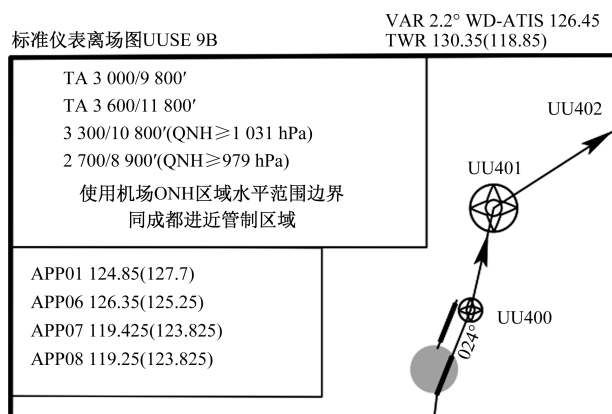 标准仪表离场图UUSE 9B
VAR 2.2° WD-ATIS 126.45
TWR 130.35(118.85)
TA 3 000/9 800′
TA 3 600/11 800′
3 300/10 800′(QNH≥1 031 hPa)
2 700/8 900′(QNH≥979 hPa)
使用机场ONH区域水平范围边界
同成都进近管制区域
APP01 124.85(127.7)
APP06 126.35(125.25)
APP07 119.425(123.825)
APP08 119.25(123.825)
UU402
UU401
UU400
024°